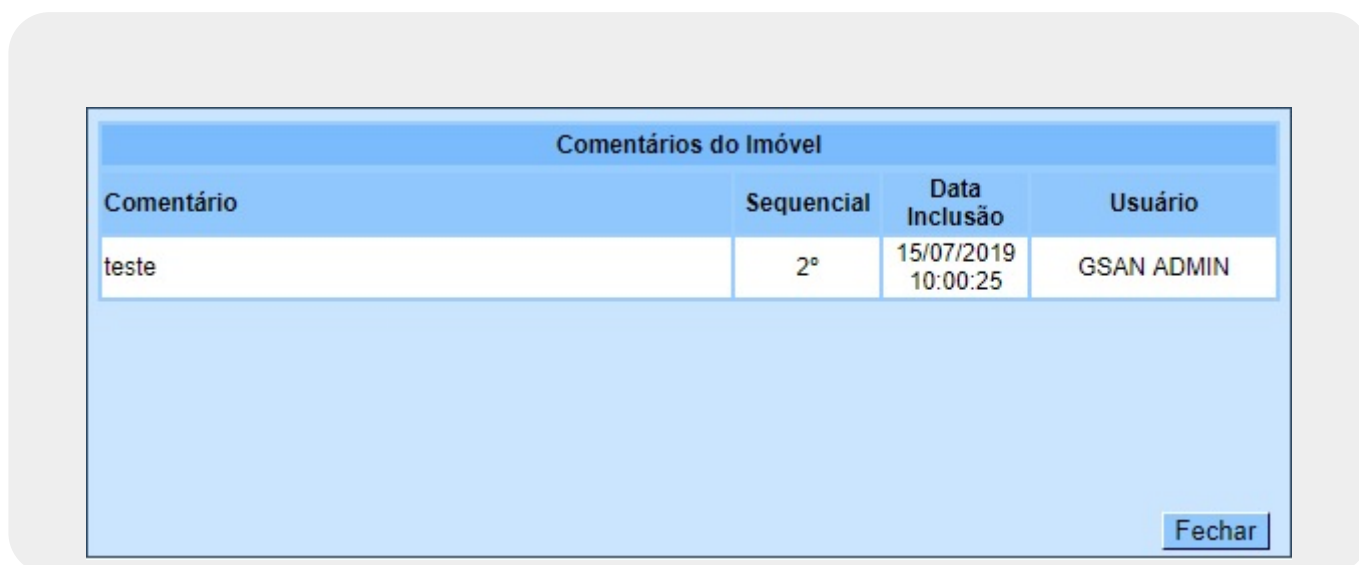 Comentários do Imóvel
Comentário Sequencial Data Inclusão Usuário
teste 2º 15/07/2019 10:00:25 GSAN ADMIN
Fechar